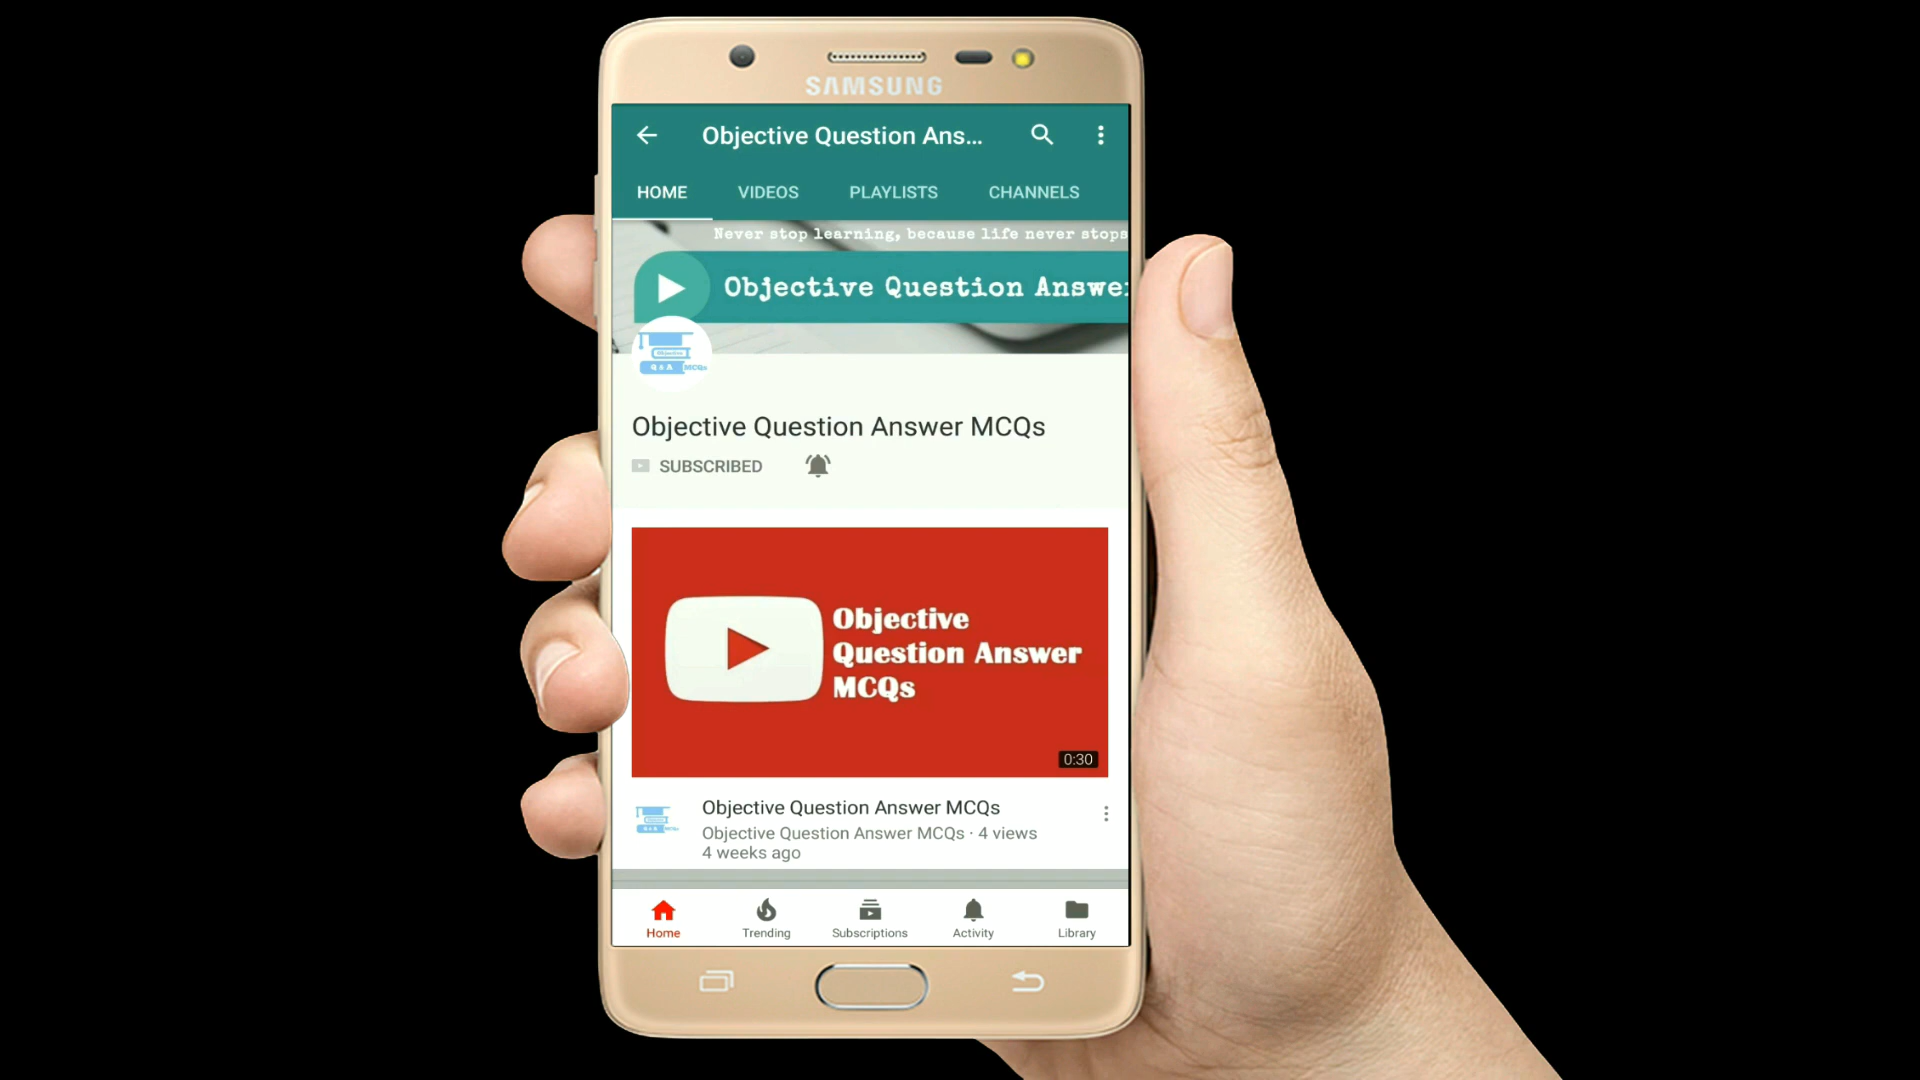 SAMSUNG
Objective Question Ans...
HOME VIDEOS PLAYLISTS CHANNELS
Never stop learning, because life never stops
Objective Question Answe
Objective
Q & A MCQs
Objective Question Answer MCQs
SUBSCRIBED
Objective
Question Answer
MCQs
0:30
Objective Question Answer MCQs
Objective Question Answer MCQs · 4 views
4 weeks ago
Home Trending Subscriptions Activity Library